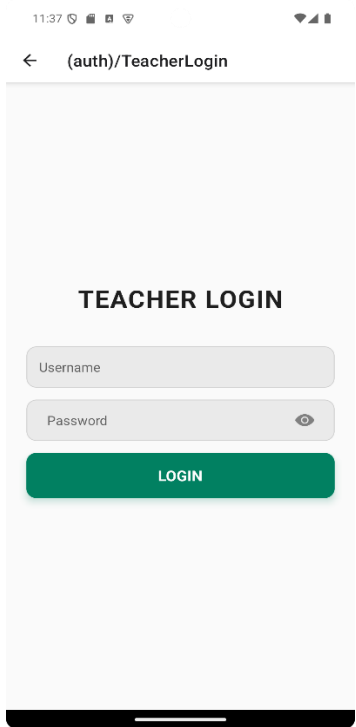 11:37
(auth)/TeacherLogin
TEACHER LOGIN
Username
Password
LOGIN